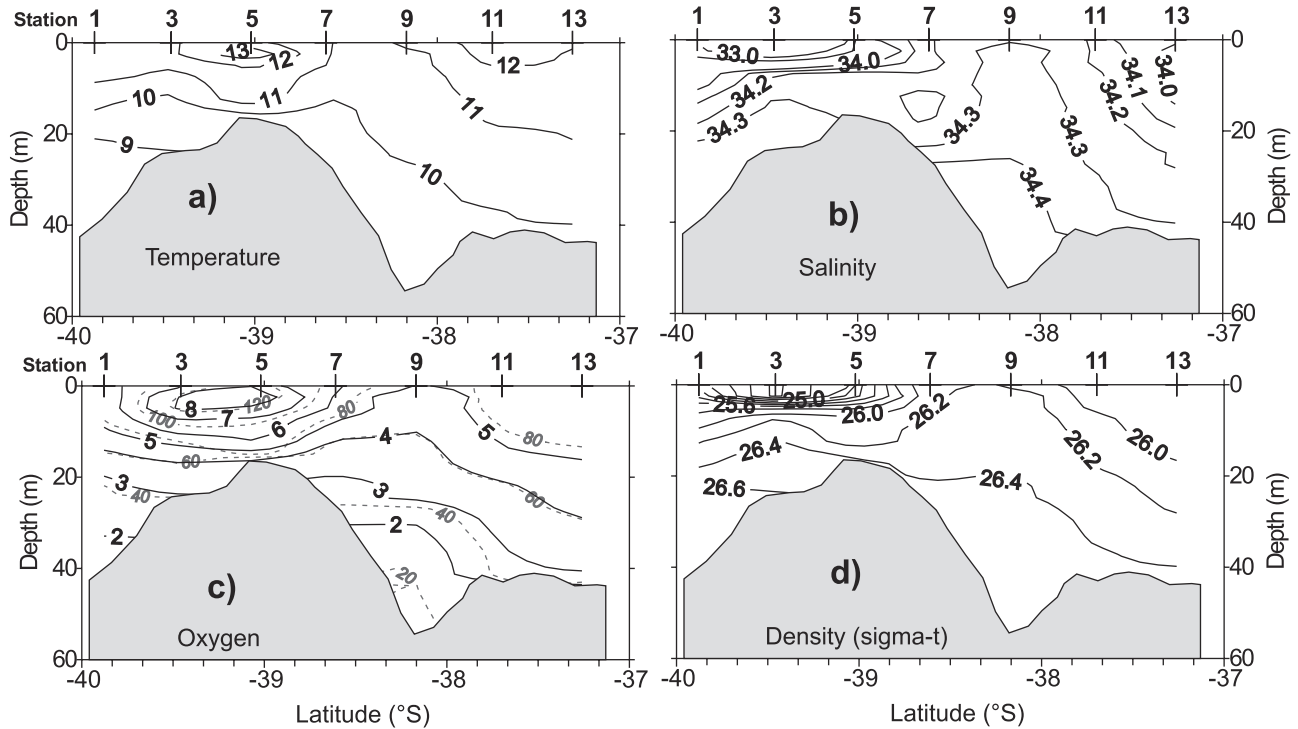 Station 1 3 5 7 9 11 13
1 3 5 7 9 11 13
0
20
40
60
Depth (m)
13
12
12
11
11
10
10
9
a)
Temperature
-40 -39 -38 -37
33.0
34.0
34.2
34.3
34.3
34.3
34.4
34.2
34.1
34.0
b)
Salinity
0
20
40
60
Depth (m)
-40 -39 -38 -37
Station 1 3 5 7 9 11 13
1 3 5 7 9 11 13
0
20
40
60
Depth (m)
8
7
120
100
80
6
5
4
5
80
60
3
40
2
3
2
40
60
20
c)
Oxygen
-40 -39 -38 -37
Latitude (°S)
25.6
25.0
26.0
26.2
26.4
26.6
26.4
26.2
26.0
d)
Density (sigma-t)
0
20
40
60
Depth (m)
-40 -39 -38 -37
Latitude (°S)